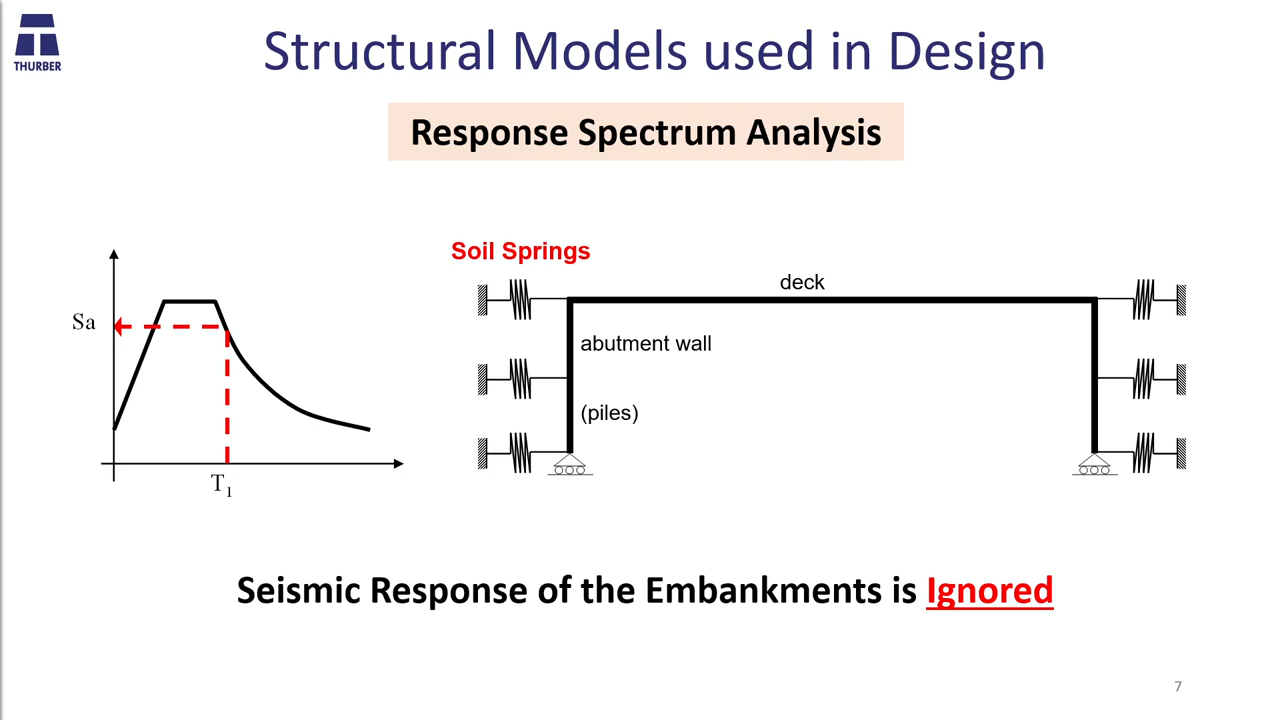 THURBER
Structural Models used in Design
Response Spectrum Analysis
Soil Springs
deck
Sa
abutment wall
(piles)
T1
Seismic Response of the Embankments is Ignored
7